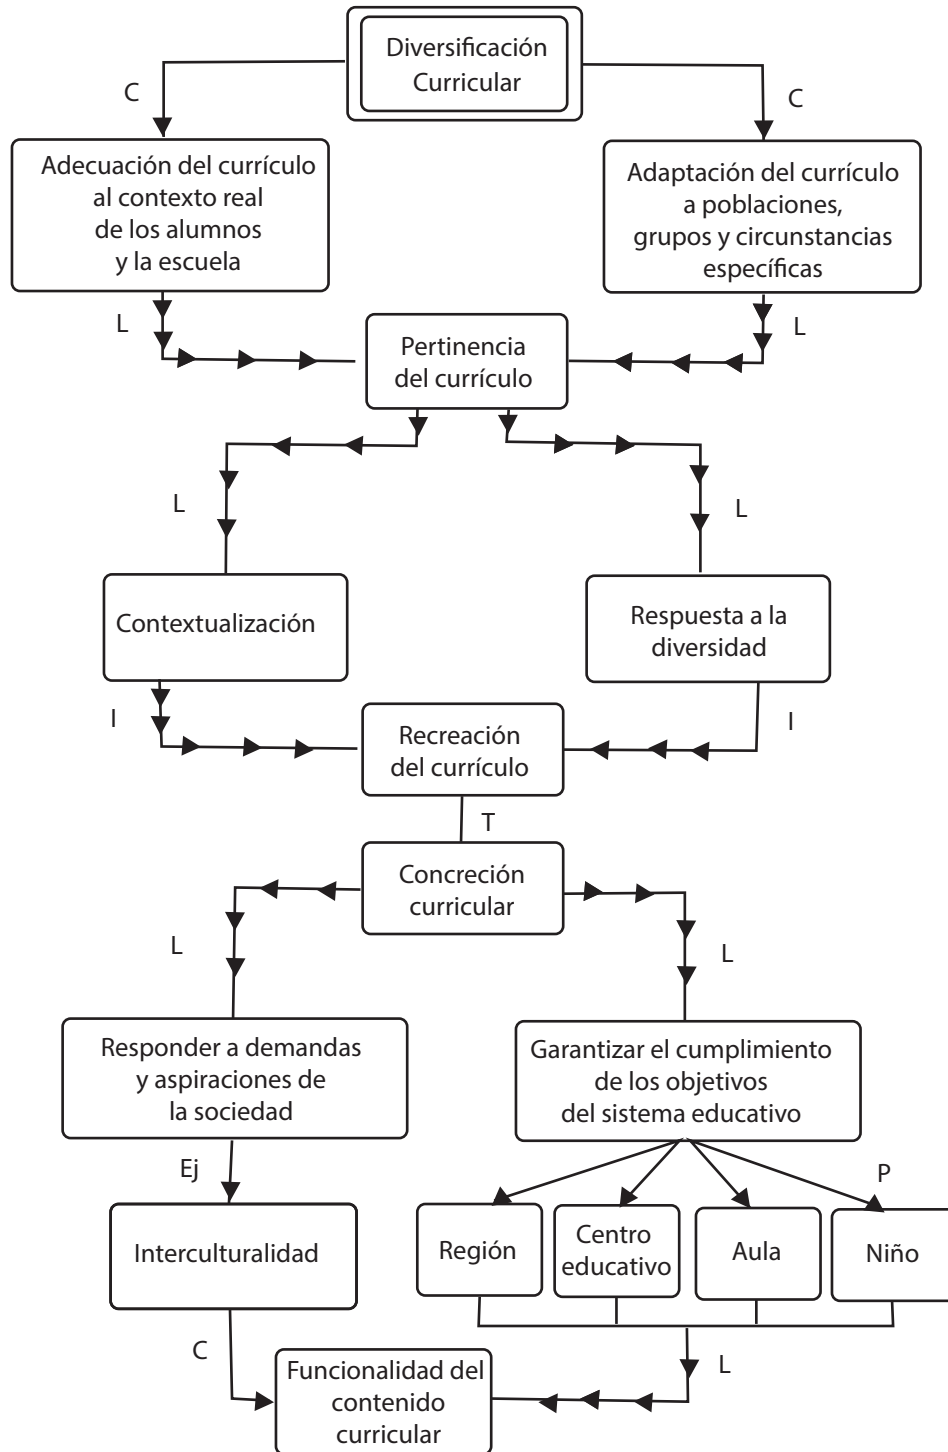 Diversificación
Curricular
C
C
Adecuación del currículo
al contexto real
de los alumnos
y la escuela
Adaptación del currículo
a poblaciones,
grupos y circunstancias
específicas
L
L
Pertinencia
del currículo
L
L
Contextualización
Respuesta a la
diversidad
I
I
Recreación
del currículo
T
Concreción
curricular
L
L
Responder a demandas
y aspiraciones de
la sociedad
Garantizar el cumplimiento
de los objetivos
del sistema educativo
Ej
P
Interculturalidad
Región
Centro
educativo
Aula
Niño
C
L
Funcionalidad del
contenido
curricular